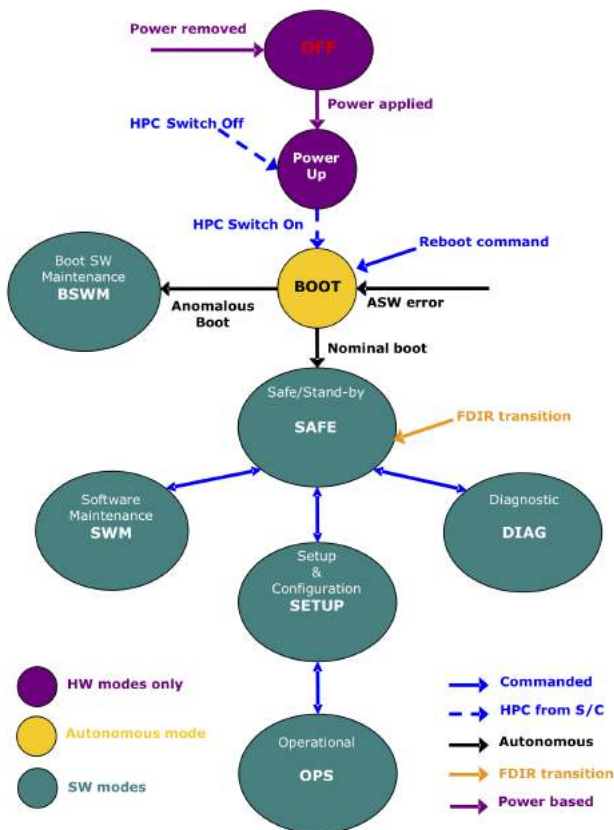 Power removed
OFF
Power applied
HPC Switch Off
Power
Up
HPC Switch On
Reboot command
Boot SW
Maintenance
BSWM
BOOT
Anomalous
Boot
ASW error
Nominal boot
Safe/Stand-by
SAFE
FDIR transition
Software
Maintenance
SWM
Diagnostic
DIAG
Setup
&
Configuration
SETUP
Operational
OPS
HW modes only
Autonomous mode
SW modes
Commanded
HPC from S/C
Autonomous
FDIR transition
Power based